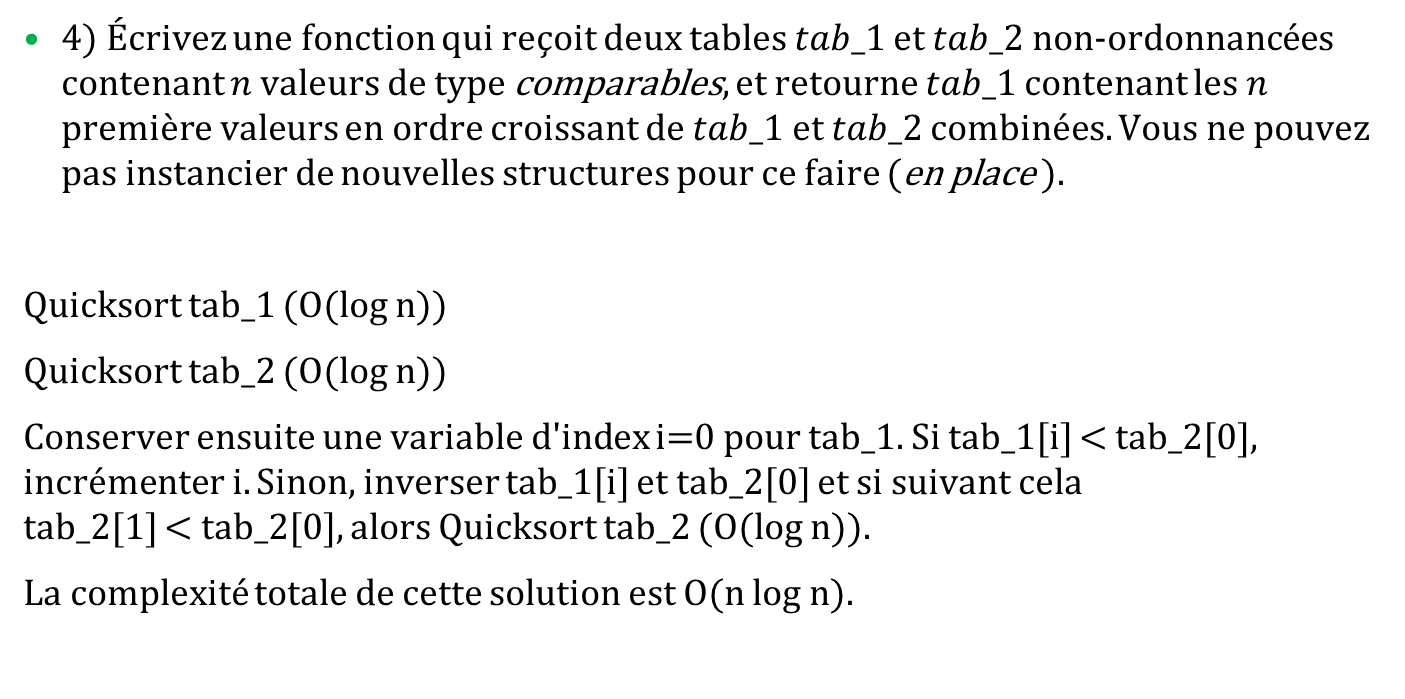 • 4) Écrivez une fonction qui reçoit deux tables tab_1 et tab_2 non-ordonnancées
contenant n valeurs de type comparables, et retourne tab_1 contenant les n
première valeurs en ordre croissant de tab_1 et tab_2 combinées. Vous ne pouvez
pas instancier de nouvelles structures pour ce faire (en place).
Quicksort tab_1 (O(log n))
Quicksort tab_2 (O(log n))
Conserver ensuite une variable d'index i=0 pour tab_1. Si tab_1[i] < tab_2[0],
incrémenter i. Sinon, inverser tab_1[i] et tab_2[0] et si suivant cela
tab_2[1] < tab_2[0], alors Quicksort tab_2 (O(log n)).
La complexité totale de cette solution est O(n log n).